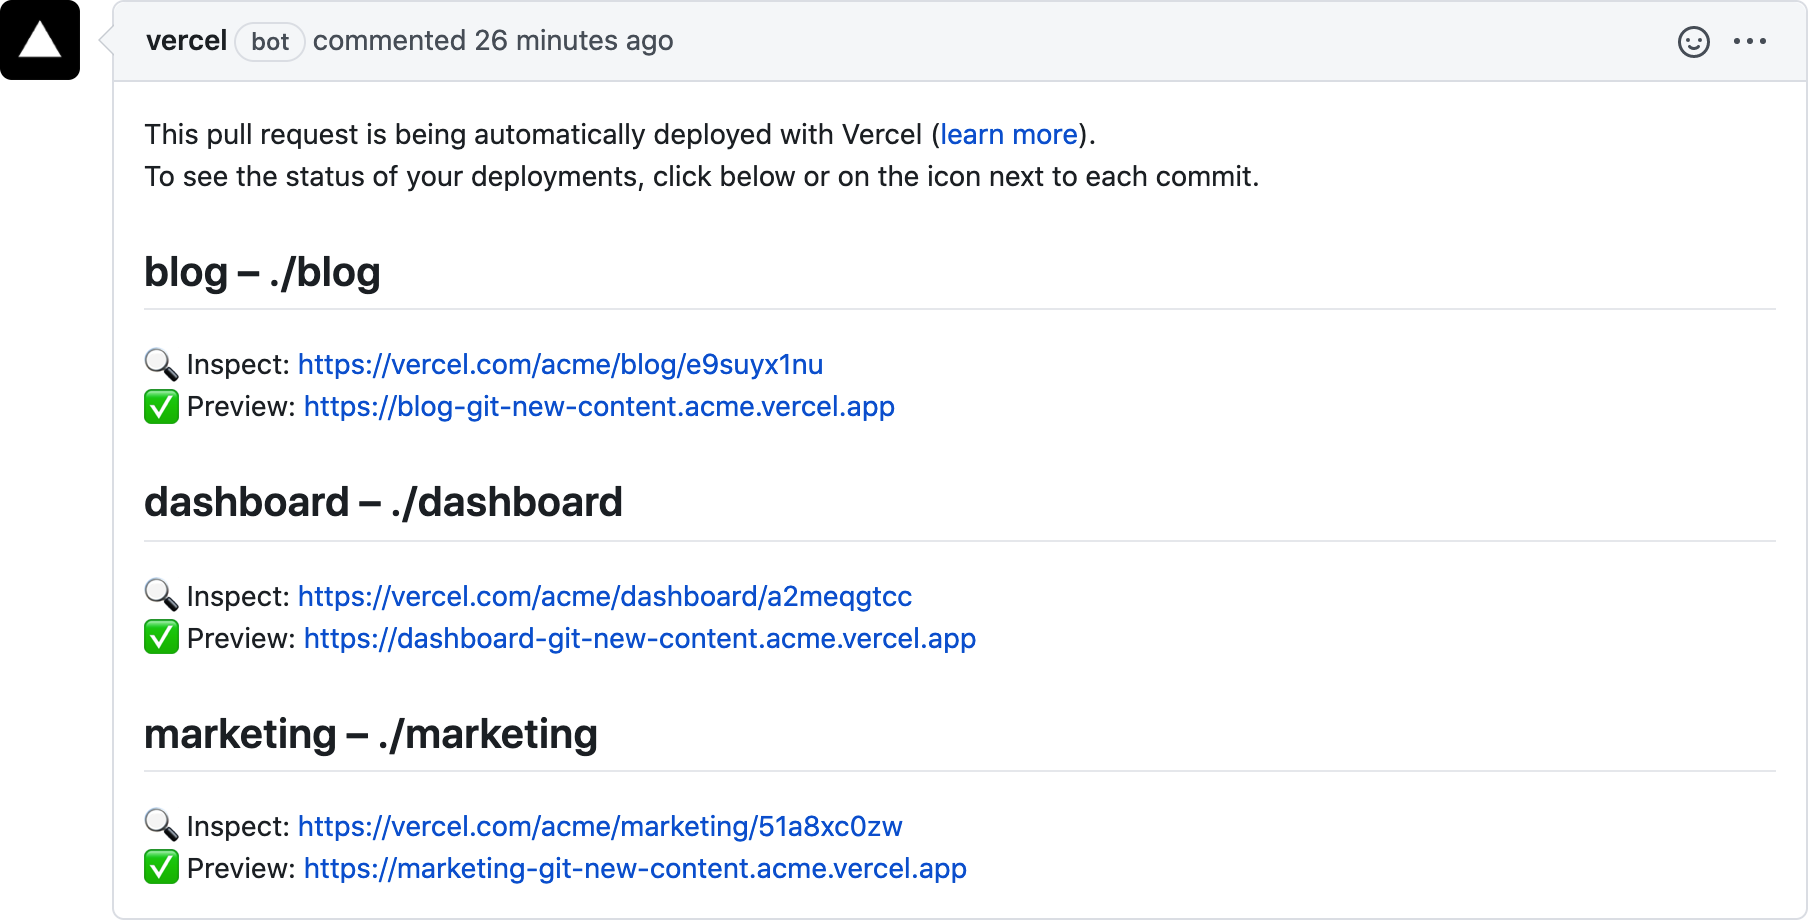 vercel bot commented 26 minutes ago
This pull request is being automatically deployed with Vercel (learn more).
To see the status of your deployments, click below or on the icon next to each commit.
blog – ./blog
🔍 Inspect: https://vercel.com/acme/blog/e9suyx1nu
✅ Preview: https://blog-git-new-content.acme.vercel.app
dashboard – ./dashboard
🔍 Inspect: https://vercel.com/acme/dashboard/a2meqgtcc
✅ Preview: https://dashboard-git-new-content.acme.vercel.app
marketing – ./marketing
🔍 Inspect: https://vercel.com/acme/marketing/51a8xc0zw
✅ Preview: https://marketing-git-new-content.acme.vercel.app